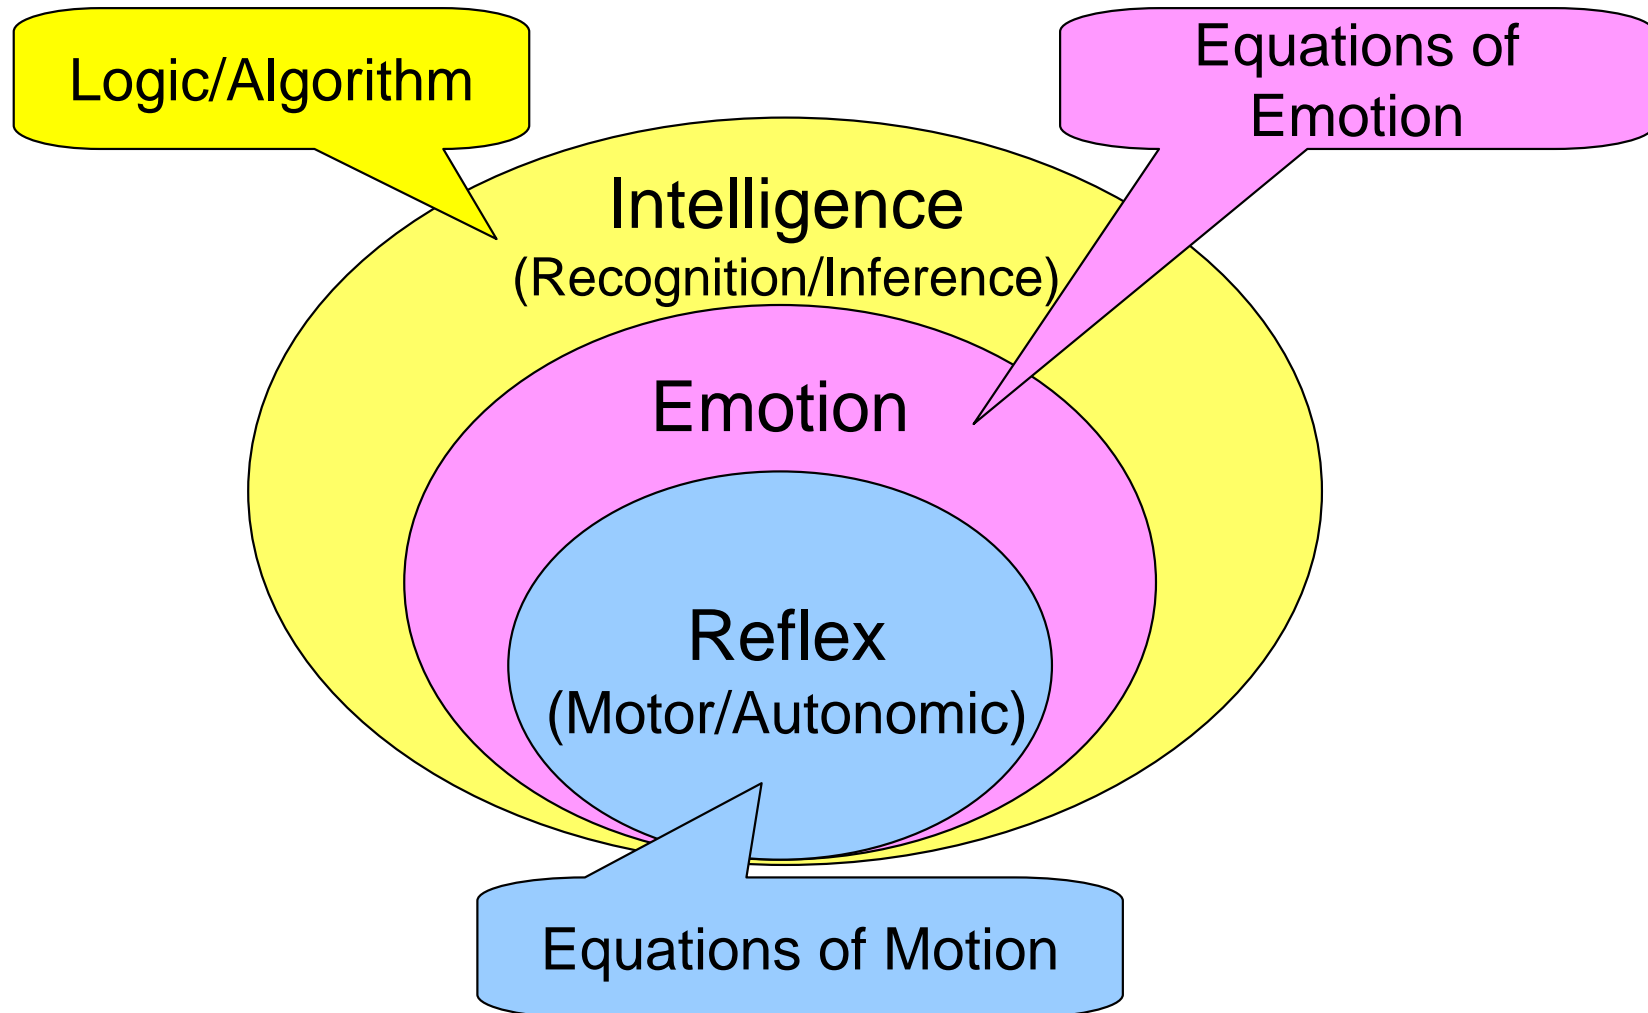 Logic/Algorithm
Equations of
Emotion
Intelligence
(Recognition/Inference)
Emotion
Reflex
(Motor/Autonomic)
Equations of Motion